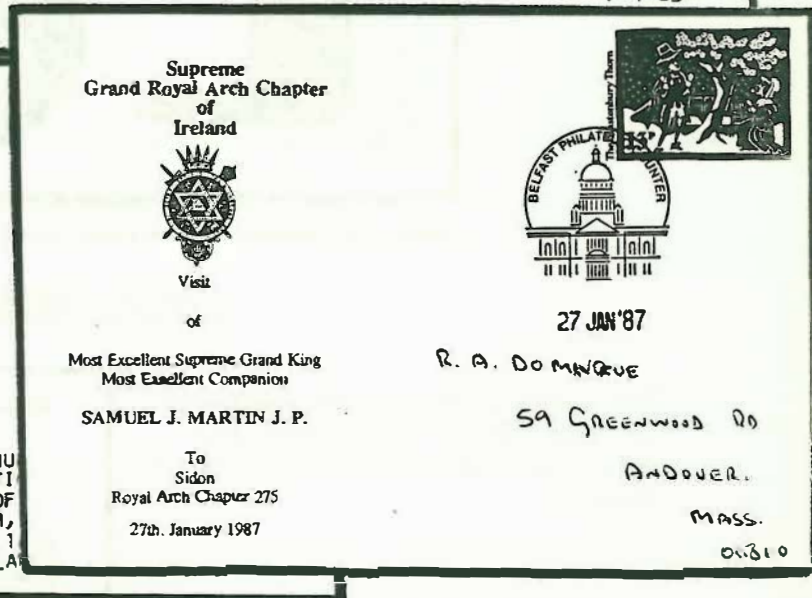 Supreme
Grand Royal Arch Chapter
of
Ireland
Visit
of
Most Excellent Supreme Grand King
Most Excellent Companion
SAMUEL J. MARTIN J. P.
To
Sidon
Royal Arch Chapter 275
27th. January 1987
The Glastonbury Thorn
BELFAST PHILATELIC COUNTER
27 JAN '87
R. A.
59 GREENWOOD RD
ANDOVER.
MASS.